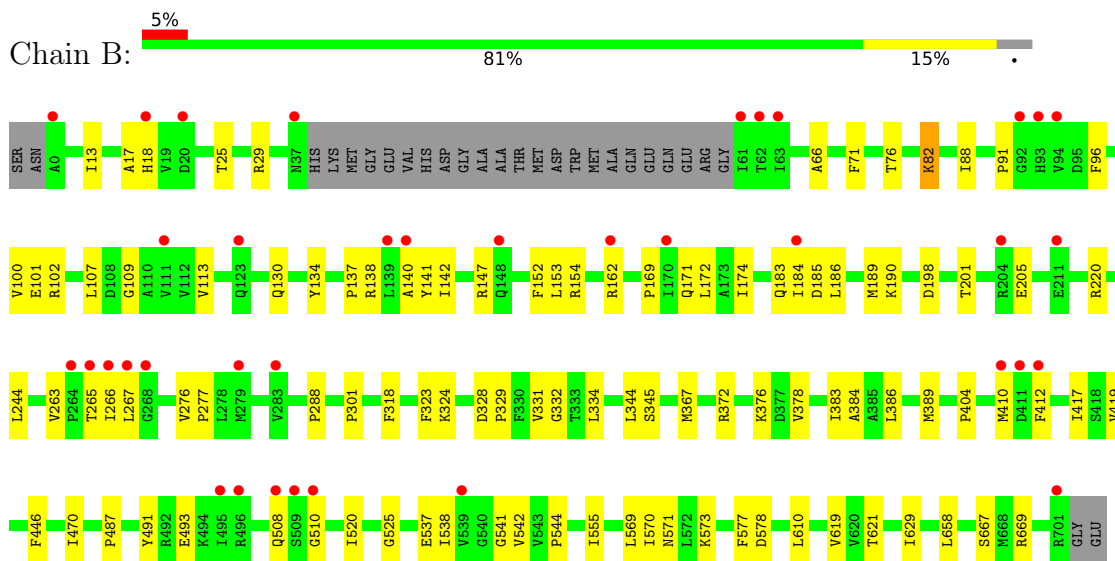 5%
Chain B:
81%
15%
•
SER ASN A0 I13 A17 H18 V19 D20 T25 R29 N37 HIS LYS MET GLY GLU VAL HIS ASP GLY ALA ALA THR MET ASP TRP MET ALA GLN GLU GLN GLU ARG GLY I61 T62 I63 A66 F71 T76 K82 I88 P91 G92 H93 V94 D95 F96
V100 E101 R102 L107 D108 G109 A110 V111 V112 V113 Q123 Q130 Y134 P137 R138 L139 A140 Y141 I142 R147 Q148 F152 L153 R154 R162 P169 I170 Q171 L172 A173 I174 Q183 I184 D185 L186 M189 K190 D198 T201 R204 E205 E211 R220
L244 V263 P264 T265 I266 L267 G268 V276 P277 L278 M279 V283 P288 P301 F318 F323 K324 D328 P329 F330 V331 G332 T333 L334 L344 S345 M367 R372 K376 D377 V378 I383 A384 A385 L386 M389 P404 M410 D411 F412 I417 S418
F446 I470 P487 Y491 R492 E493 K494 I495 R496 Q508 S509 G510 I520 G525 E537 I538 V539 G540 G541 V542 V543 P544 I555 L569 I570 N571 L572 K573 F577 D578 L610 V619 V620 T621 I629 L658 S667 M668 R669 R701 GLY GLU